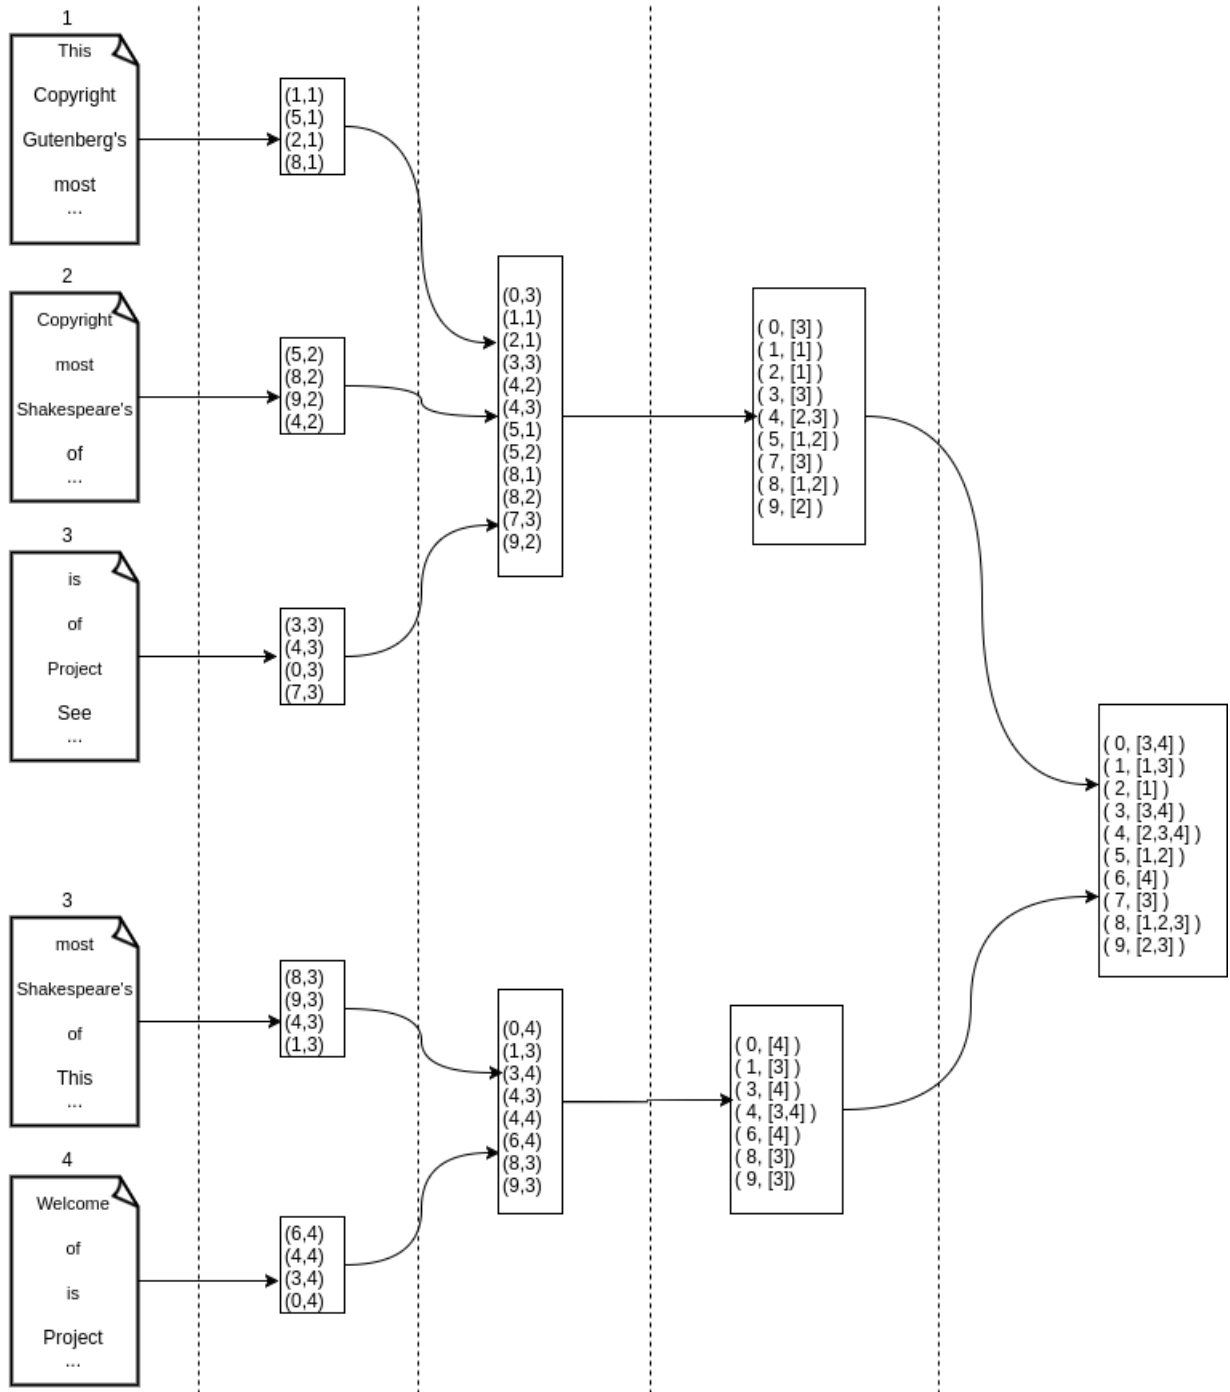 1
This
Copyright
Gutenberg's
most
...
(1,1)
(5,1)
(2,1)
(8,1)
2
Copyright
most
Shakespeare's
of
...
(5,2)
(8,2)
(9,2)
(4,2)
3
is
of
Project
See
...
(3,3)
(4,3)
(0,3)
(7,3)
(0,3)
(1,1)
(2,1)
(3,3)
(4,2)
(4,3)
(5,1)
(5,2)
(8,1)
(8,2)
(7,3)
(9,2)
( 0, [3] )
( 1, [1] )
( 2, [1] )
( 3, [3] )
( 4, [2,3] )
( 5, [1,2] )
( 7, [3] )
( 8, [1,2] )
( 9, [2] )
3
most
Shakespeare's
of
This
...
(8,3)
(9,3)
(4,3)
(1,3)
4
Welcome
of
is
Project
...
(6,4)
(4,4)
(3,4)
(0,4)
(0,4)
(1,3)
(3,4)
(4,3)
(4,4)
(6,4)
(8,3)
(9,3)
( 0, [4] )
( 1, [3] )
( 3, [4] )
( 4, [3,4] )
( 6, [4] )
( 8, [3])
( 9, [3])
( 0, [3,4] )
( 1, [1,3] )
( 2, [1] )
( 3, [3,4] )
( 4, [2,3,4] )
( 5, [1,2] )
( 6, [4] )
( 7, [3] )
( 8, [1,2,3] )
( 9, [2,3] )